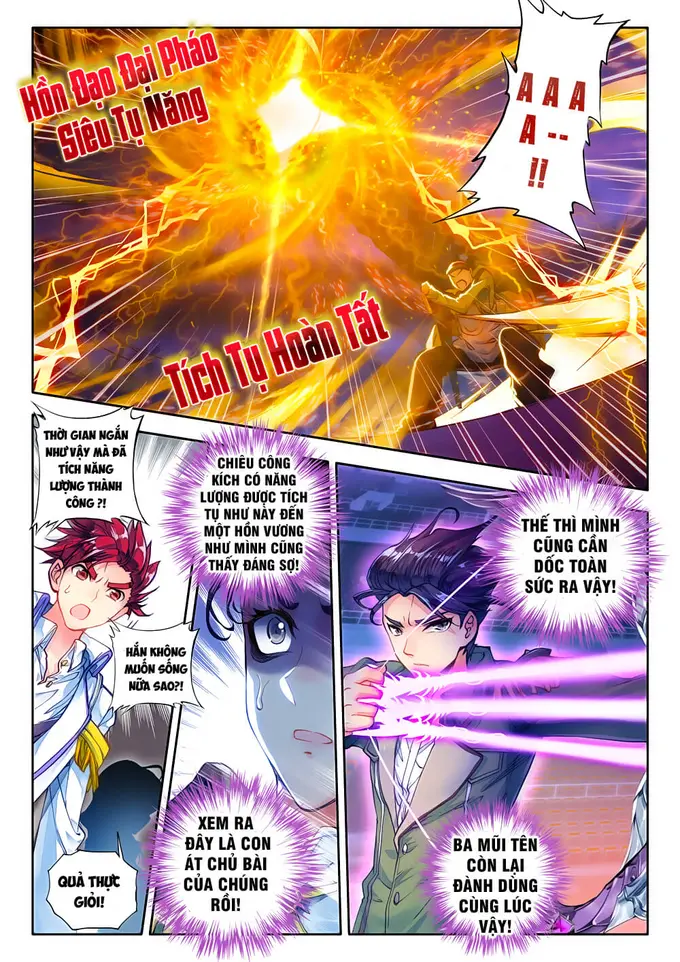 Hồn Đạo Đại Pháo
Siêu Tụ Năng
A A A
A --
!!
Tích Tụ Hoàn Tất
THỜI GIAN NGẮN
NHƯ VẬY MÀ ĐÃ
TÍCH NĂNG
LƯỢNG THÀNH
CÔNG ?!
HẮN KHÔNG
MUỐN SỐNG
NỮA SAO?!
QUẢ THỰC
GIỎI!
CHIÊU CÔNG
KÍCH CÓ NĂNG
LƯỢNG ĐƯỢC TÍCH
TỤ NHƯ NÀY ĐẾN
MỘT HỒN VƯƠNG
NHƯ MÌNH CŨNG
THẤY ĐÁNG SỢ!
XEM RA
ĐÂY LÀ CON
ÁT CHỦ BÀI
CỦA CHÚNG
RỒI!
THẾ THÌ MÌNH
CŨNG CẦN
DỐC TOÀN
SỨC RA VẬY!
BA MŨI TÊN
CÒN LẠI
ĐÀNH DÙNG
CÙNG LÚC
VẬY!